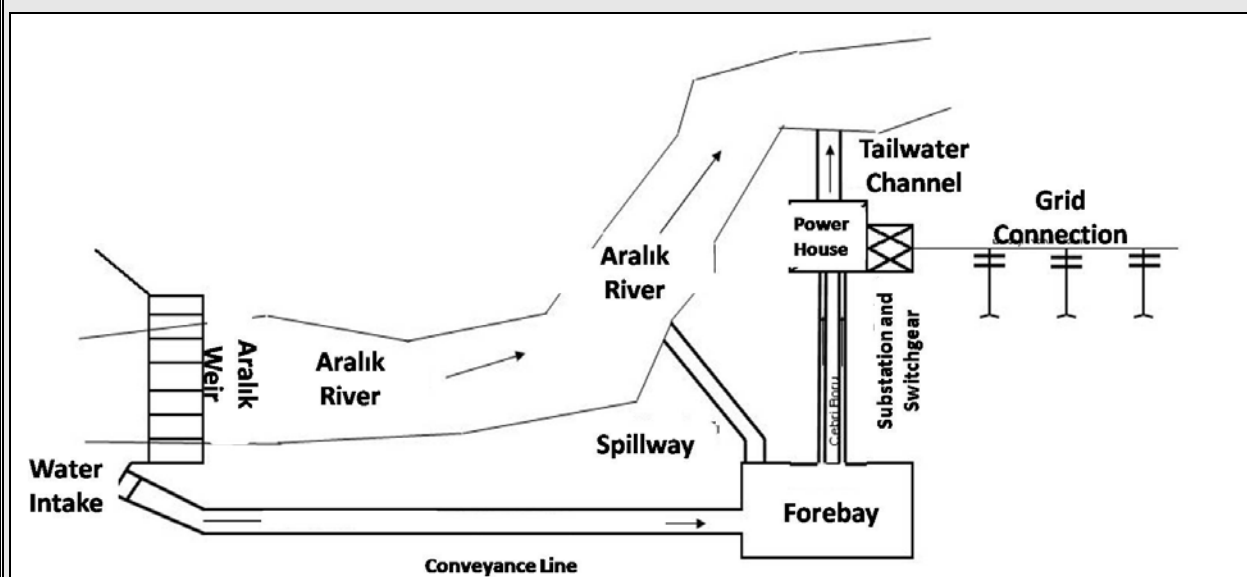 Tailwater
Channel
Grid
Connection
Power
House
Aralık
River
Substation and
Switchgear
Aralık
Weir
Aralık
River
Cebri Boru
Spillway
Water
Intake
Forebay
Conveyance Line